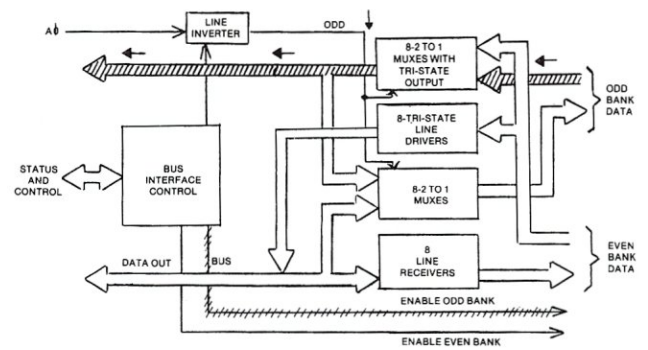 Aϕ
LINE
INVERTER
ODD
8-2 TO 1
MUXES WITH
TRI-STATE
OUTPUT
8-TRI-STATE
LINE
DRIVERS
ODD
BANK
DATA
STATUS
AND
CONTROL
BUS
INTERFACE
CONTROL
8-2 TO 1
MUXES
DATA OUT
BUS
8
LINE
RECEIVERS
EVEN
BANK
DATA
ENABLE ODD BANK
ENABLE EVEN BANK